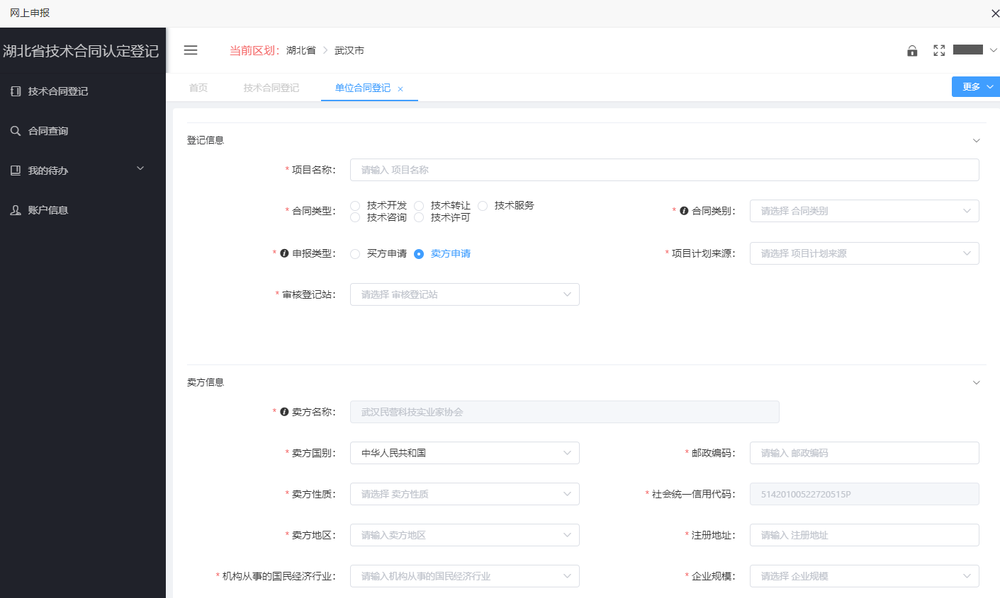 网上申报
湖北省技术合同认定登记
当前区划： 湖北省 > 武汉市
首页 技术合同登记 单位合同登记 ×
更多
技术合同登记
合同查询
我的待办
账户信息
登记信息
* 项目名称： 请输入 项目名称
* 合同类型： 技术开发 技术转让 技术服务
技术咨询 技术许可
* 合同类别： 请选择 合同类别
* 申报类型： 买方申请 卖方申请
* 项目计划来源： 请选择 项目计划来源
* 审核登记站： 请选择 审核登记站
卖方信息
* 卖方名称： 武汉民营科技实业家协会
* 卖方国别： 中华人民共和国
* 邮政编码： 请输入 邮政编码
* 卖方性质： 请选择 卖方性质
* 社会统一信用代码： 51420100522720515P
* 卖方地区： 请输入卖方地区
* 注册地址： 请输入 注册地址
* 机构从事的国民经济行业： 请输入机构从事的国民经济行业
* 企业规模： 请选择 企业规模